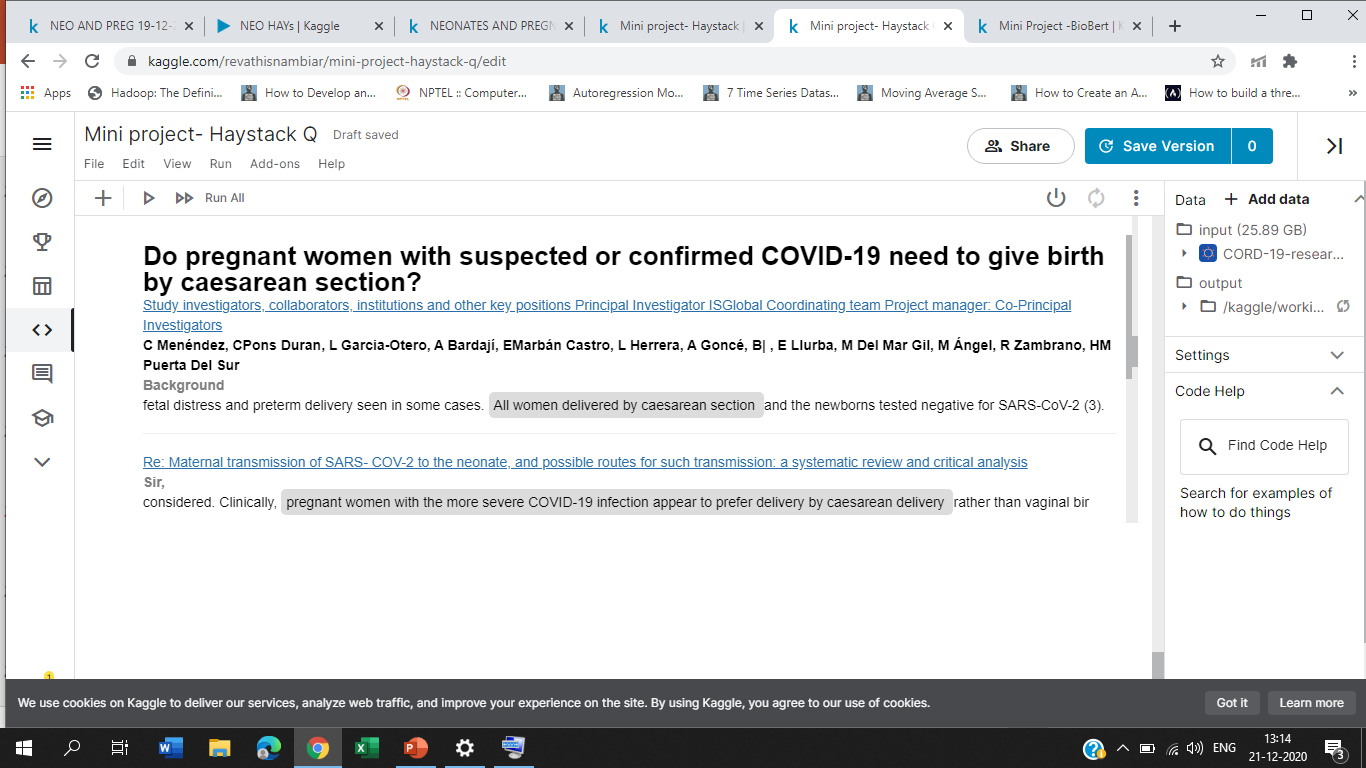 NEO AND PREG 19-12-2
NEO HAYs | Kaggle
NEONATES AND PREGN
Mini project- Haystack |
Mini project- Haystack
Mini Project -BioBert | K
kaggle.com/revathisnambiar/mini-project-haystack-q/edit
Apps
Hadoop: The Defini...
How to Develop an...
NPTEL :: Computer...
Autoregression Mo...
7 Time Series Datas...
Moving Average S...
How to Create an A...
How to build a thre...
Mini project- Haystack Q
Draft saved
File Edit View Run Add-ons Help
Share
Save Version
0
Run All
Data
Add data
input (25.89 GB)
CORD-19-resear...
output
/kaggle/worki...
Settings
Code Help
Find Code Help
Search for examples of
how to do things
Do pregnant women with suspected or confirmed COVID-19 need to give birth
by caesarean section?
Study investigators, collaborators, institutions and other key positions Principal Investigator ISGlobal Coordinating team Project manager: Co-Principal
Investigators
C Menéndez, CPons Duran, L Garcia-Otero, A Bardají, EMarbán Castro, L Herrera, A Goncé, B| , E Llurba, M Del Mar Gil, M Ángel, R Zambrano, HM
Puerta Del Sur
Background
fetal distress and preterm delivery seen in some cases. All women delivered by caesarean section and the newborns tested negative for SARS-CoV-2 (3).
Re: Maternal transmission of SARS- COV-2 to the neonate, and possible routes for such transmission: a systematic review and critical analysis
Sir,
considered. Clinically, pregnant women with the more severe COVID-19 infection appear to prefer delivery by caesarean delivery rather than vaginal bir
1
We use cookies on Kaggle to deliver our services, analyze web traffic, and improve your experience on the site. By using Kaggle, you agree to our use of cookies.
Got it
Learn more
ENG
13:14
21-12-2020
3